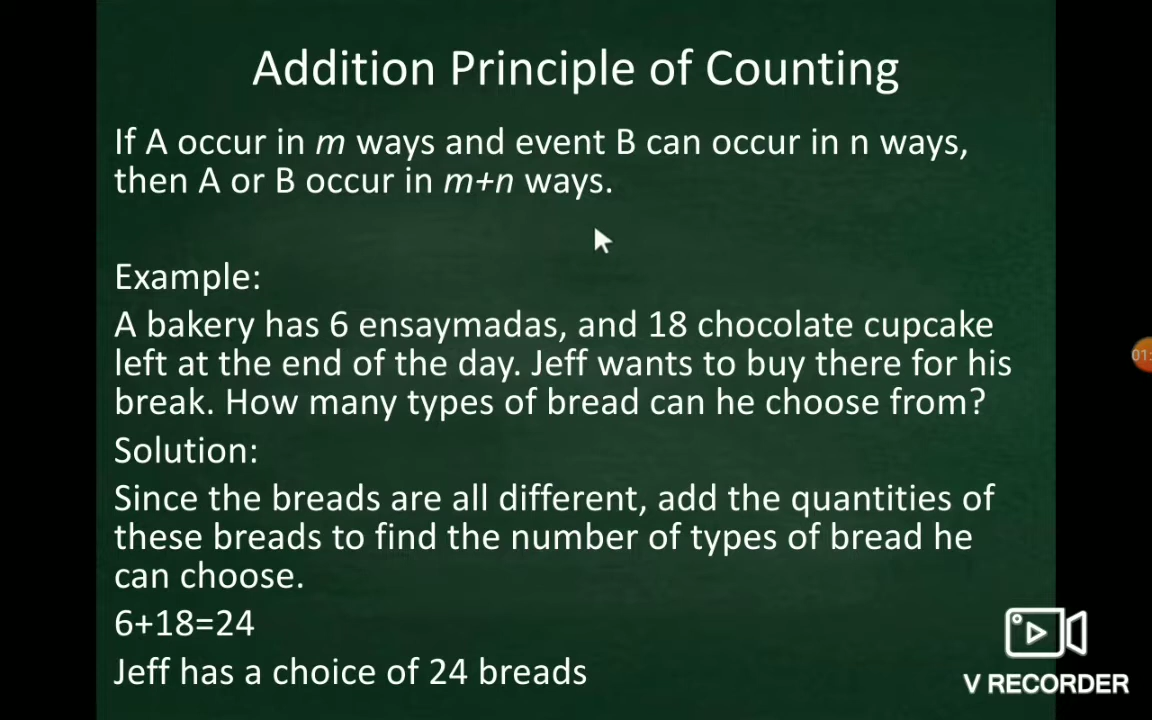 Addition Principle of Counting
If A occur in m ways and event B can occur in n ways,
then A or B occur in m+n ways.
Example:
A bakery has 6 ensaymadas, and 18 chocolate cupcake
left at the end of the day. Jeff wants to buy there for his
break. How many types of bread can he choose from?
Solution:
Since the breads are all different, add the quantities of
these breads to find the number of types of bread he
can choose.
6+18=24
Jeff has a choice of 24 breads
V RECORDER
01: